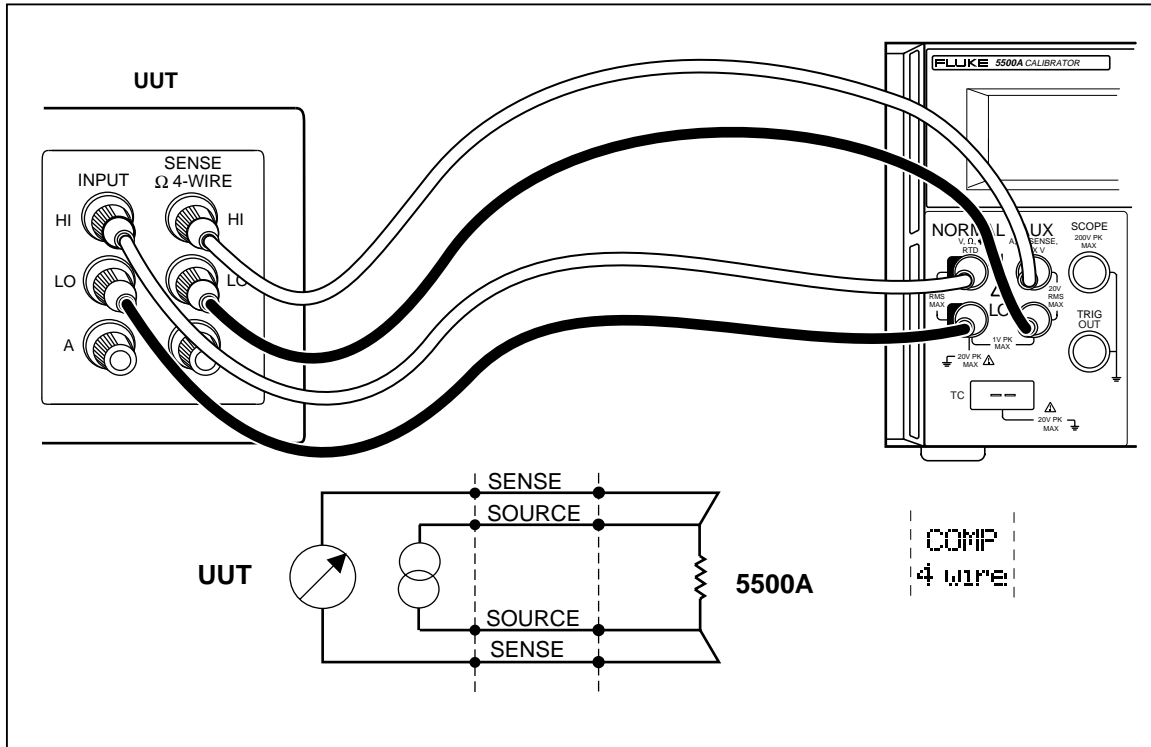 UUT
FLUKE 5500A CALIBRATOR
INPUT
SENSE
Ω 4-WIRE
HI
HI
LO
LO
A
NORMAL
AUX
SCOPE
200V PK
MAX
V, Ω,
RTD
SENSE,
V
RMS
MAX
20V
RMS
MAX
LO
TRIG
OUT
1V PK
MAX
20V PK
MAX
TC
20V PK
MAX
SENSE
SOURCE
UUT
5500A
SOURCE
SENSE
COMP
4 wire